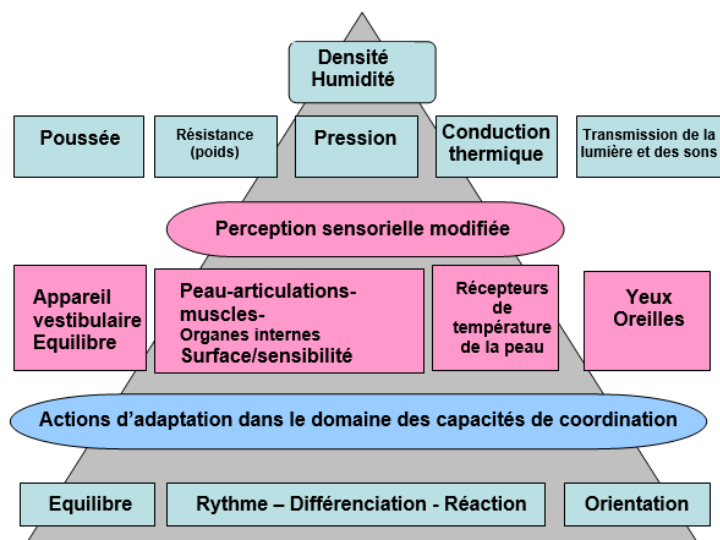 Densité
Humidité
Poussée
Résistance
(poids)
Pression
Conduction
thermique
Transmission de la
lumière et des sons
Perception sensorielle modifiée
Appareil
vestibulaire
Equilibre
Peau-articulations-
muscles-
Organes internes
Surface/sensibilité
Récepteurs
de
température
de la peau
Yeux
Oreilles
Actions d’adaptation dans le domaine des capacités de coordination
Equilibre
Rythme – Différenciation - Réaction
Orientation